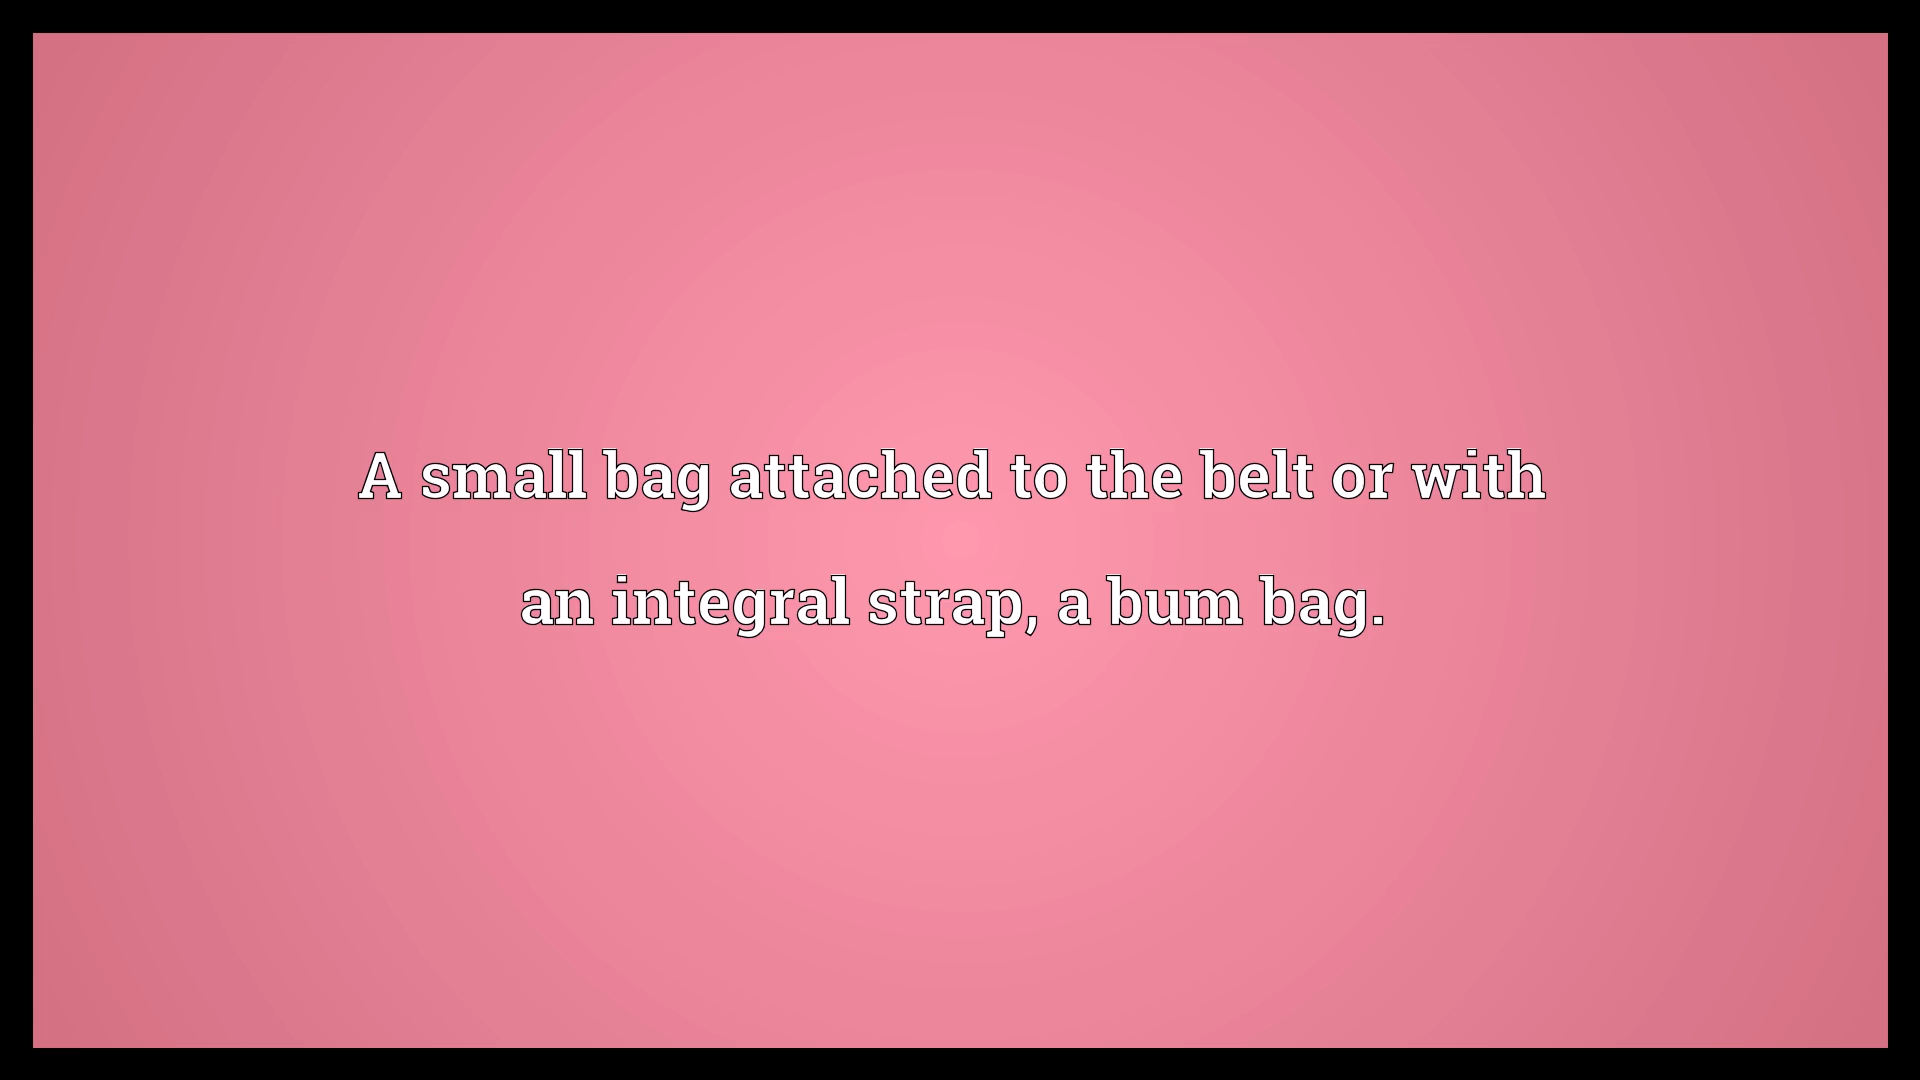 A small bag attached to the belt or with
an integral strap, a bum bag.